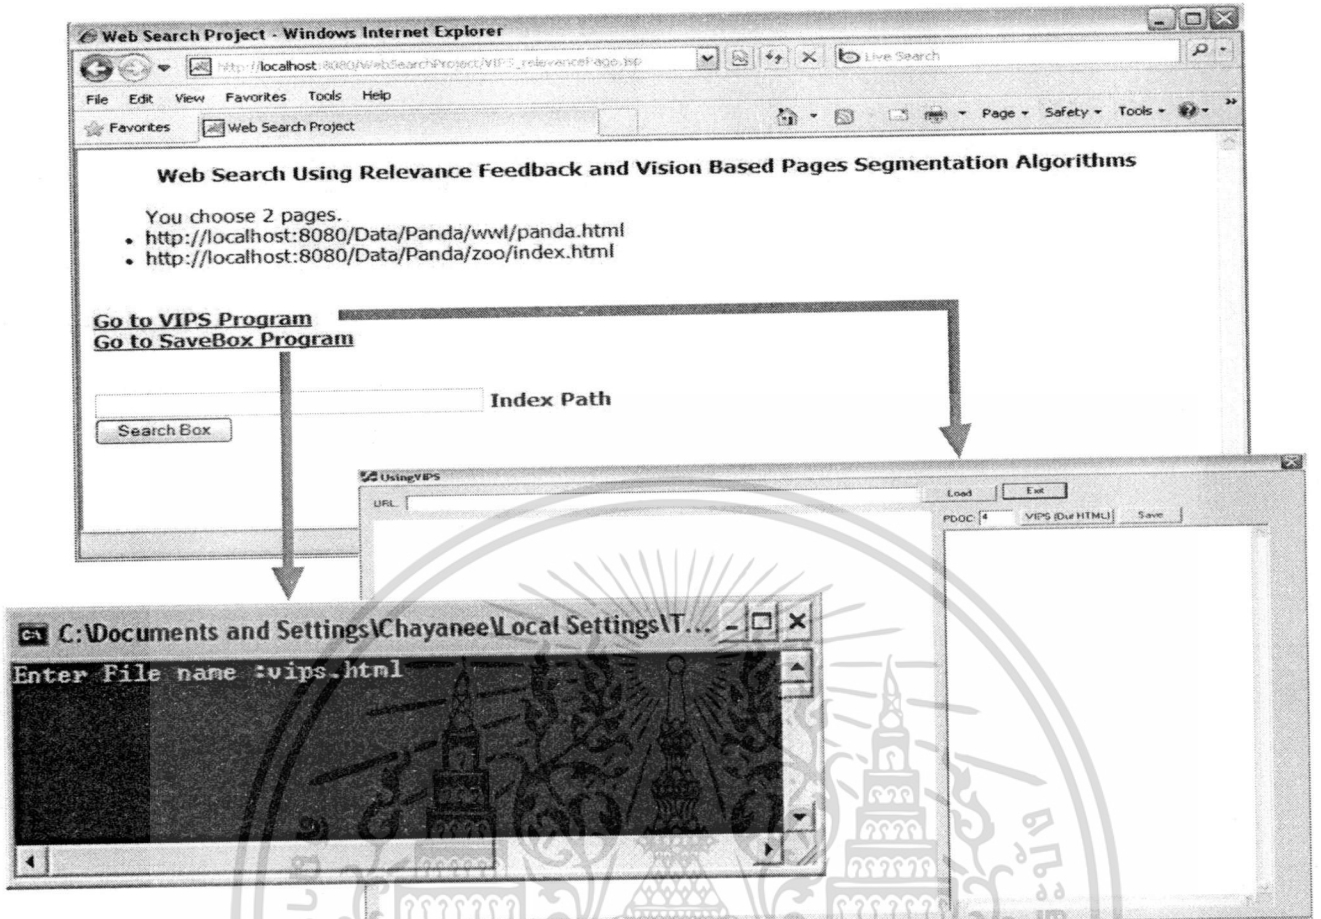 Web Search Project - Windows Internet Explorer
http://localhost:8080/WebSearchProject/VIPS_relevancePage.jsp
Live Search
File Edit View Favorites Tools Help
Favorites Web Search Project Page Safety Tools
Web Search Using Relevance Feedback and Vision Based Pages Segmentation Algorithms
You choose 2 pages.
• http://localhost:8080/Data/Panda/wwl/panda.html
• http://localhost:8080/Data/Panda/zoo/index.html
Go to VIPS Program
Go to SaveBox Program
Index Path
Search Box
UsingVIPS
URL: Load Exit
PDOC: 4 VIPS (Our HTML) Save
C:\Documents and Settings\Chayanee\Local Settings\T...
Enter File name :vips.html